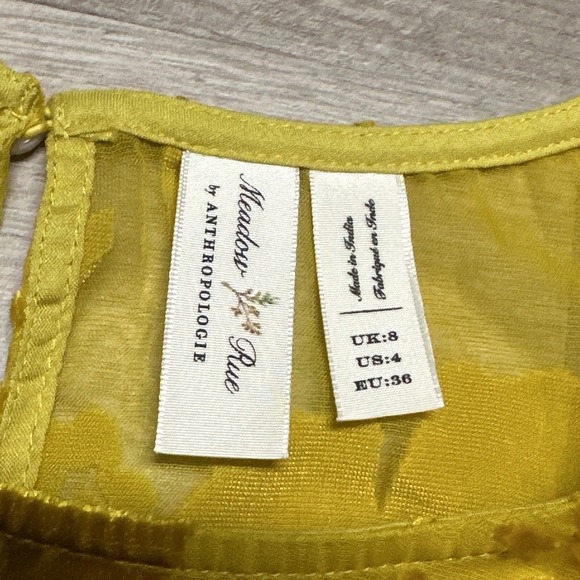 Meadow Rue
by ANTHROPOLOGIE
Made in India
Fabriqué en Inde
UK:8
US:4
EU:36